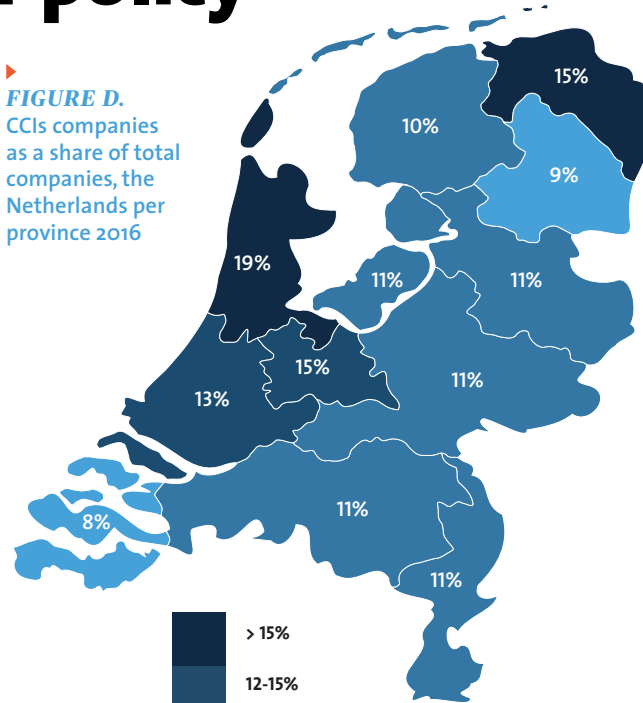 policy
FIGURE D.
CCIs companies
as a share of total
companies, the
Netherlands per
province 2016
15%
10%
9%
19%
11%
11%
15%
11%
13%
11%
8%
11%
> 15%
12-15%